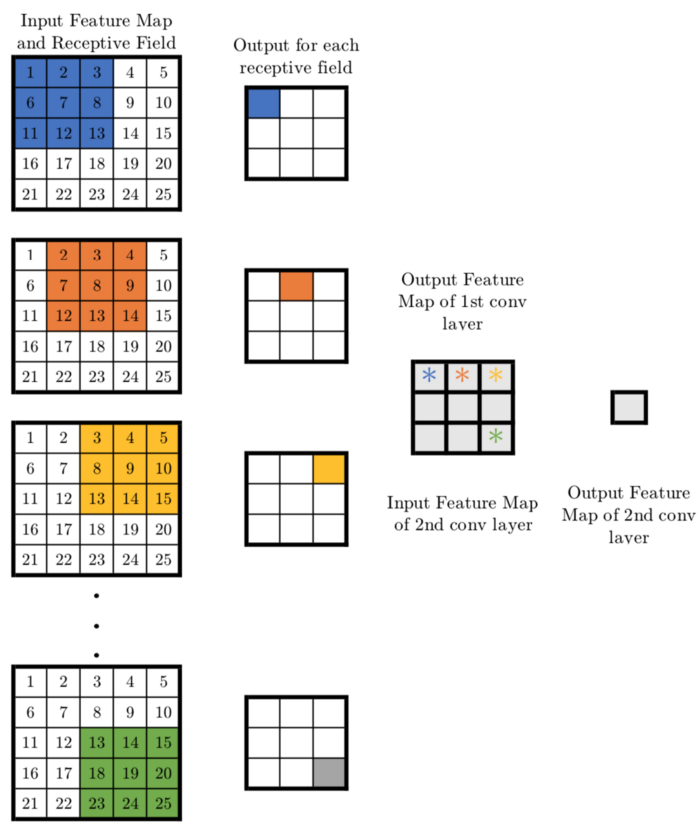 Input Feature Map
and Receptive Field
Output for each
receptive field
1 2 3 4 5
6 7 8 9 10
11 12 13 14 15
16 17 18 19 20
21 22 23 24 25
1 2 3 4 5
6 7 8 9 10
11 12 13 14 15
16 17 18 19 20
21 22 23 24 25
Output Feature
Map of 1st conv
layer
* * *
*
Input Feature Map
of 2nd conv layer
Output Feature
Map of 2nd conv
layer
1 2 3 4 5
6 7 8 9 10
11 12 13 14 15
16 17 18 19 20
21 22 23 24 25
1 2 3 4 5
6 7 8 9 10
11 12 13 14 15
16 17 18 19 20
21 22 23 24 25